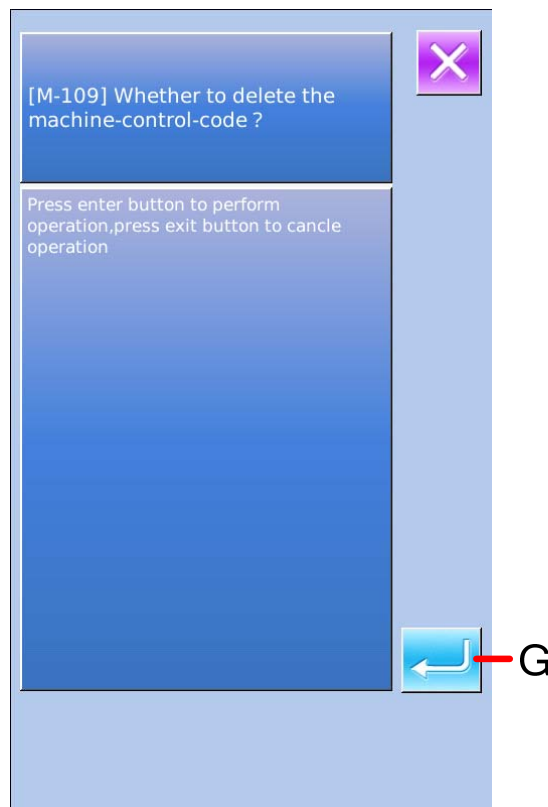 [M-109] Whether to delete the
machine-control-code ?
Press enter button to perform
operation,press exit button to cancle
operation
G